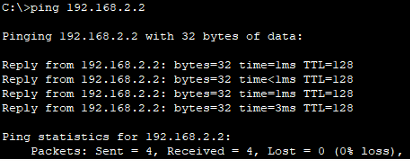 C:\>ping 192.168.2.2
Pinging 192.168.2.2 with 32 bytes of data:
Reply from 192.168.2.2: bytes=32 time=1ms TTL=128
Reply from 192.168.2.2: bytes=32 time<1ms TTL=128
Reply from 192.168.2.2: bytes=32 time=1ms TTL=128
Reply from 192.168.2.2: bytes=32 time=3ms TTL=128
Ping statistics for 192.168.2.2:
    Packets: Sent = 4, Received = 4, Lost = 0 (0% loss),